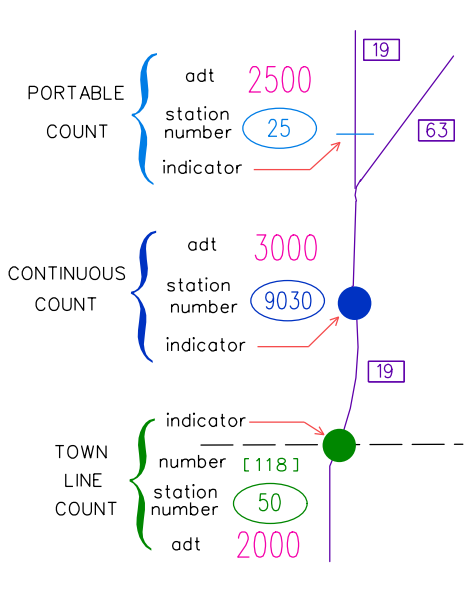 19
adt 2500
PORTABLE
COUNT
station
number 25
63
indicator
adt 3000
CONTINUOUS
COUNT
station
number 9030
indicator
19
indicator
TOWN
LINE
COUNT
number [118]
station
number 50
adt 2000